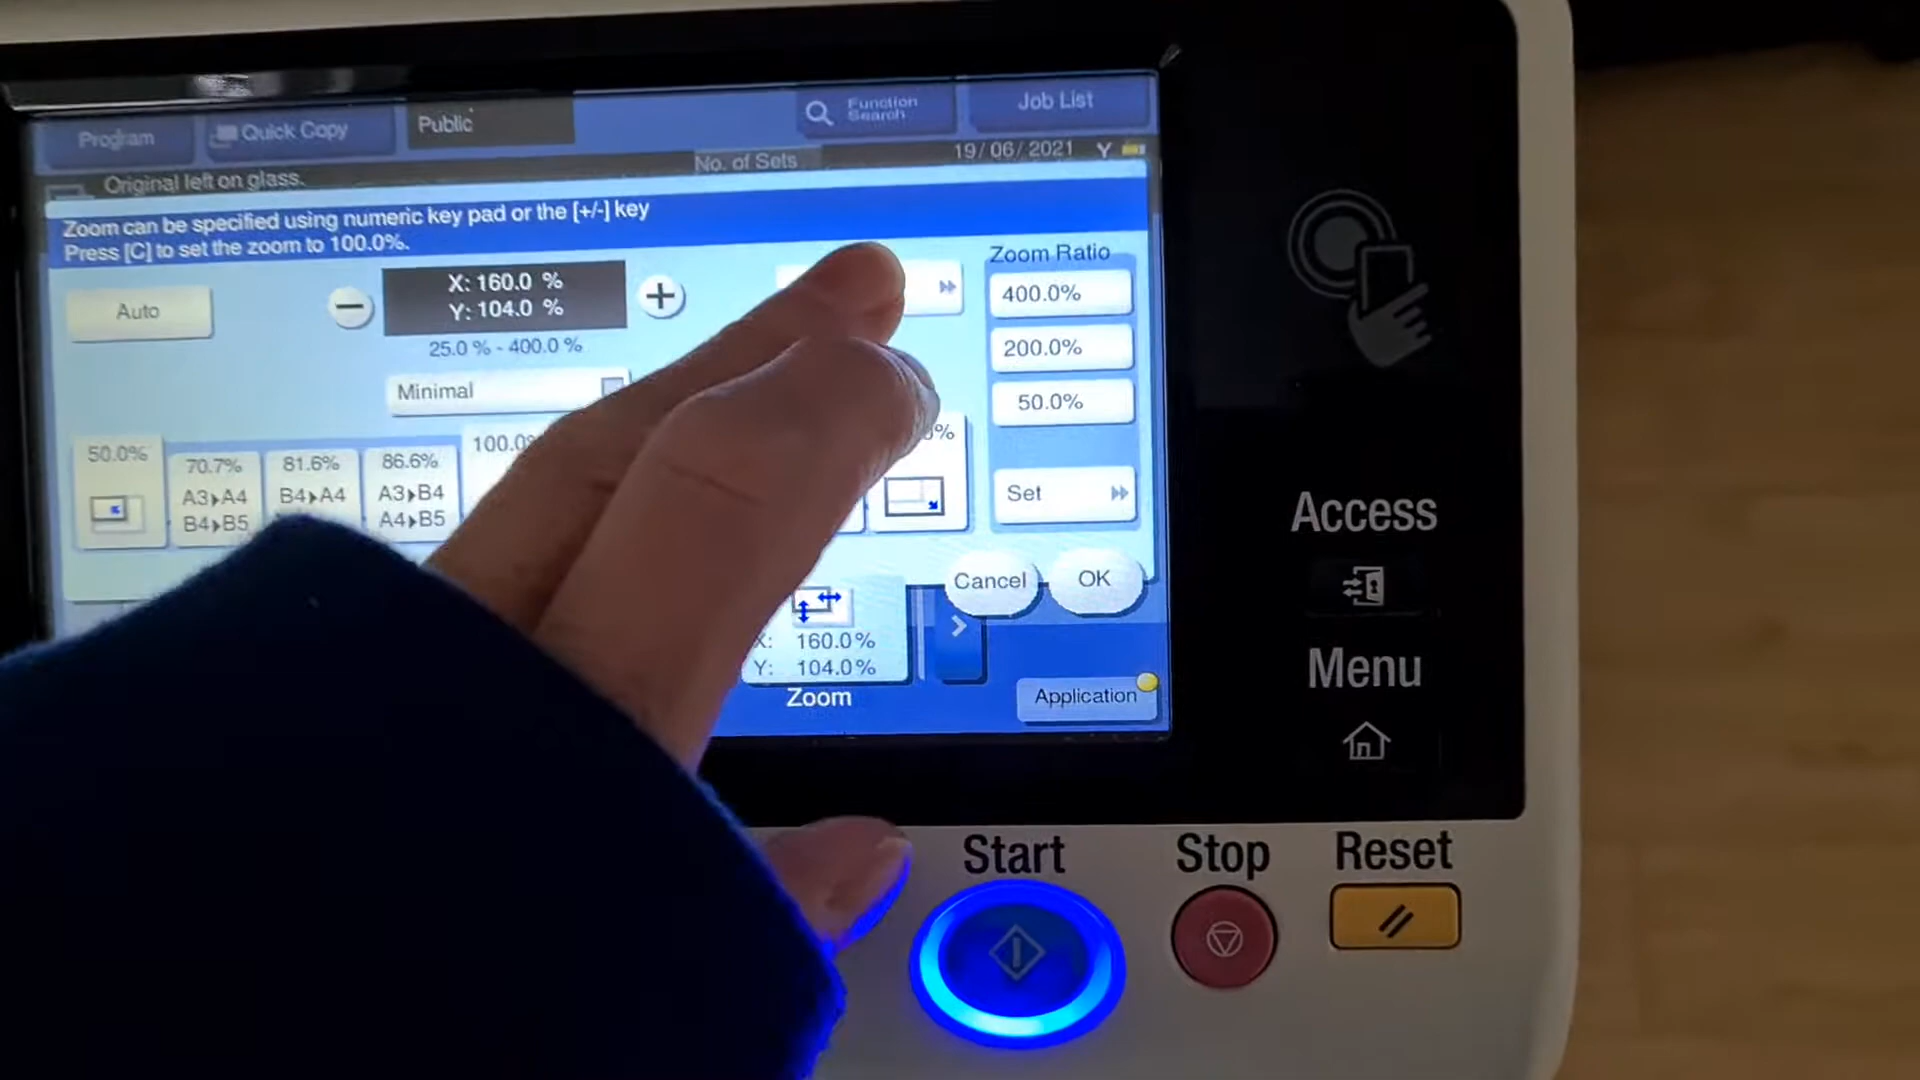 Program
Quick Copy
Public
Function
Search
Job List
Original left on glass.
No. of Sets
19/06/2021
Y
Zoom can be specified using numeric key pad or the [+/-] key
Press [C] to set the zoom to 100.0%.
Auto
−
X: 160.0 %
Y: 104.0 %
+
25.0 % - 400.0 %
Minimal
Zoom Ratio
400.0%
200.0%
50.0%
Set
50.0%
70.7%
A3▸A4
B4▸B5
81.6%
B4▸A4
86.6%
A3▸B4
A4▸B5
100.0%
Cancel
OK
X: 160.0%
Y: 104.0%
Zoom
Application
Access
Menu
Start
Stop
Reset